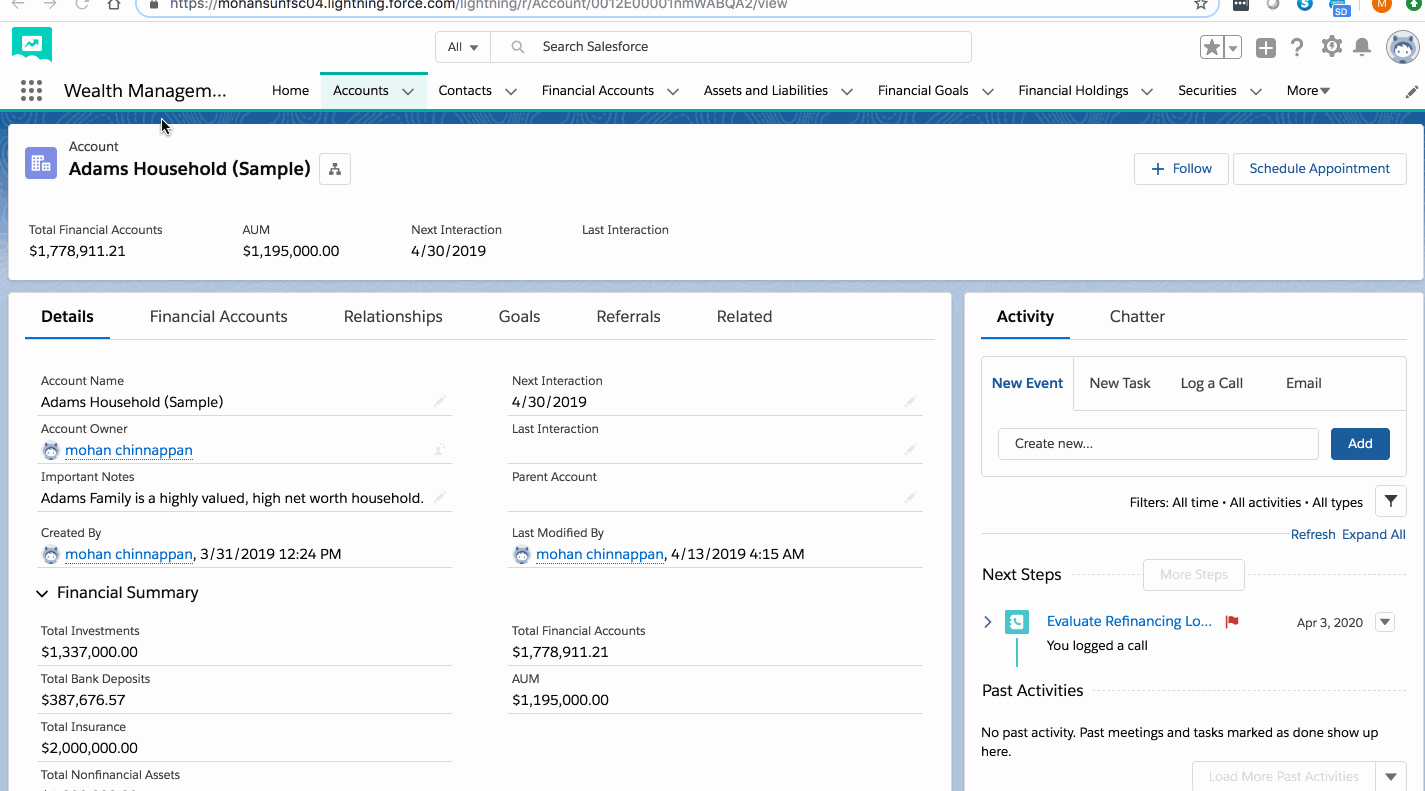 https://mohansunfsc04.lightning.force.com/lightning/r/Account/0012E00001nmWABQA2/view
SD
M
All
Search Salesforce
Wealth Managem...
Home
Accounts
Contacts
Financial Accounts
Assets and Liabilities
Financial Goals
Financial Holdings
Securities
More
Account
Adams Household (Sample)
+ Follow
Schedule Appointment
Total Financial Accounts
AUM
Next Interaction
Last Interaction
$1,778,911.21
$1,195,000.00
4/30/2019
Details
Financial Accounts
Relationships
Goals
Referrals
Related
Account Name
Adams Household (Sample)
Next Interaction
4/30/2019
Account Owner
mohan chinnappan
Last Interaction
Important Notes
Adams Family is a highly valued, high net worth household.
Parent Account
Created By
mohan chinnappan, 3/31/2019 12:24 PM
Last Modified By
mohan chinnappan, 4/13/2019 4:15 AM
Financial Summary
Total Investments
$1,337,000.00
Total Financial Accounts
$1,778,911.21
Total Bank Deposits
$387,676.57
AUM
$1,195,000.00
Total Insurance
$2,000,000.00
Total Nonfinancial Assets
Activity
Chatter
New Event
New Task
Log a Call
Email
Create new...
Add
Filters: All time • All activities • All types
Refresh
Expand All
Next Steps
More Steps
Evaluate Refinancing Lo...
Apr 3, 2020
You logged a call
Past Activities
No past activity. Past meetings and tasks marked as done show up
here.
Load More Past Activities